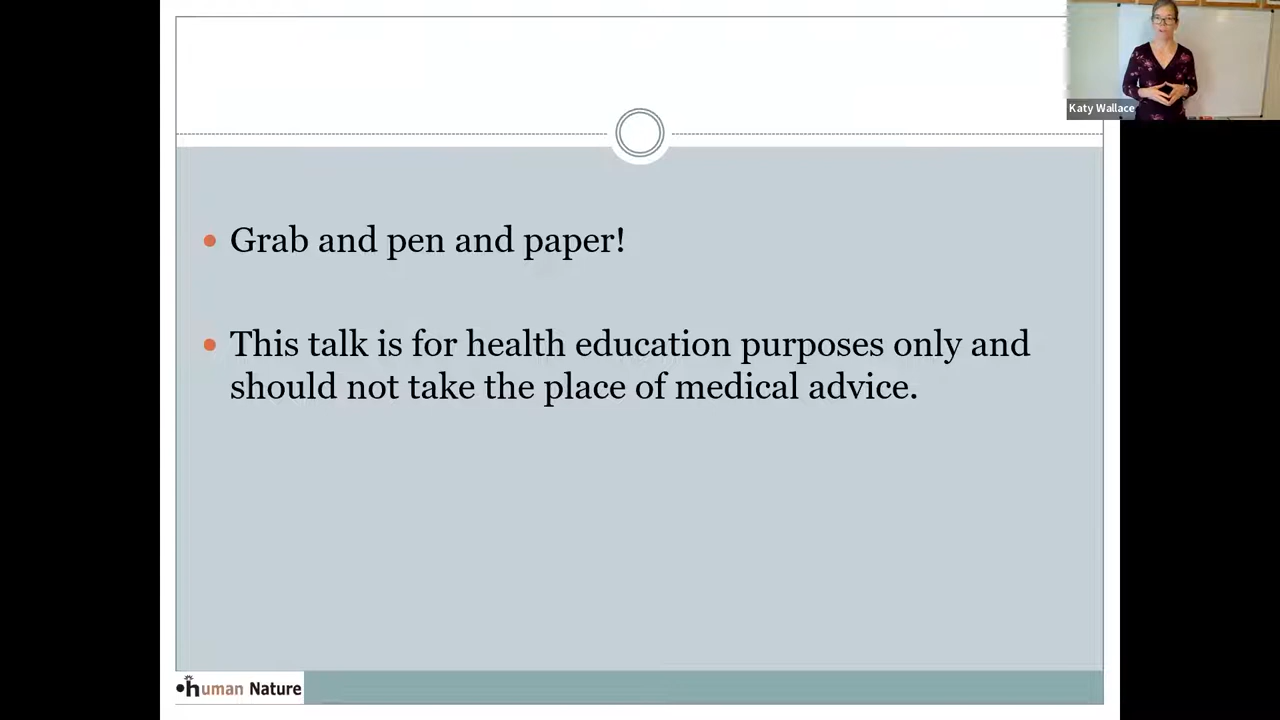 Katy Wallace
Grab and pen and paper!
This talk is for health education purposes only and
should not take the place of medical advice.
human Nature